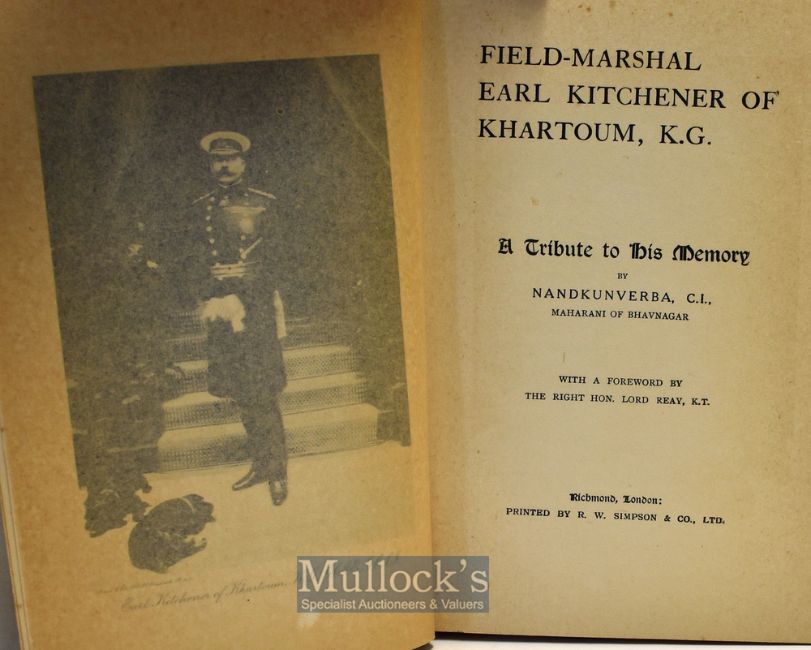 FIELD-MARSHAL
EARL KITCHENER OF
KHARTOUM, K.G.
A Tribute to His Memory
BY
NANDKUNVERBA, C.I.,
MAHARANI OF BHAVNAGAR
WITH A FOREWORD BY
THE RIGHT HON. LORD REAY, K.T.
Richmond, London:
PRINTED BY R. W. SIMPSON & CO., LTD.
Earl Kitchener of Khartoum,
Mullock's
Specialist Auctioneers & Valuers